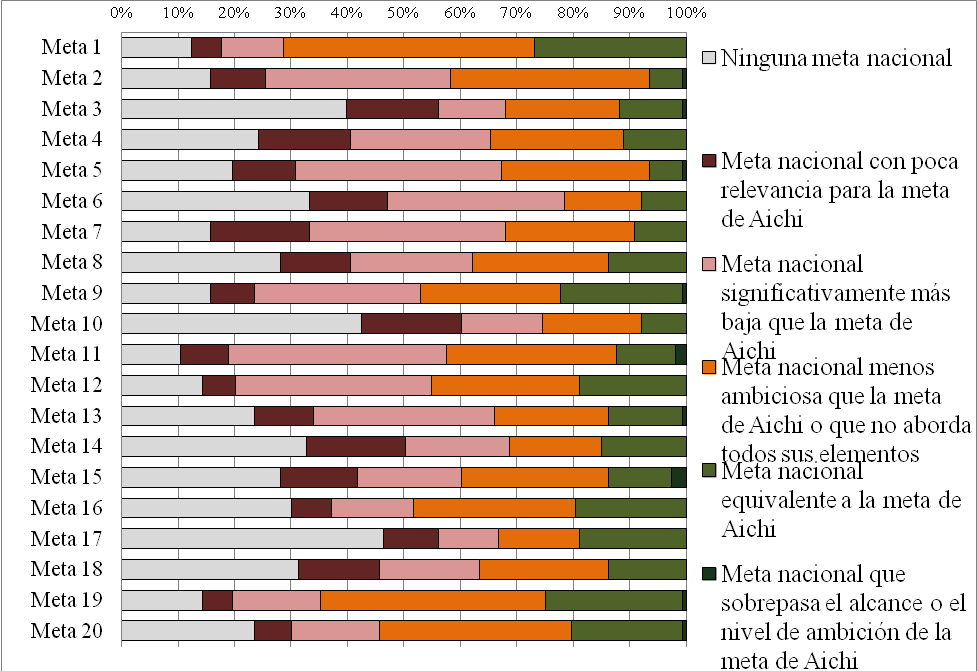 0% 10% 20% 30% 40% 50% 60% 70% 80% 90% 100%
Meta 1
Meta 2
Meta 3
Meta 4
Meta 5
Meta 6
Meta 7
Meta 8
Meta 9
Meta 10
Meta 11
Meta 12
Meta 13
Meta 14
Meta 15
Meta 16
Meta 17
Meta 18
Meta 19
Meta 20
Ninguna meta nacional
Meta nacional con poca
relevancia para la meta
de Aichi
Meta nacional
significativamente más
baja que la meta de
Aichi
Meta nacional menos
ambiciosa que la meta
de Aichi o que no aborda
todos sus elementos
Meta nacional
equivalente a la meta de
Aichi
Meta nacional que
sobrepasa el alcance o el
nivel de ambición de la
meta de Aichi